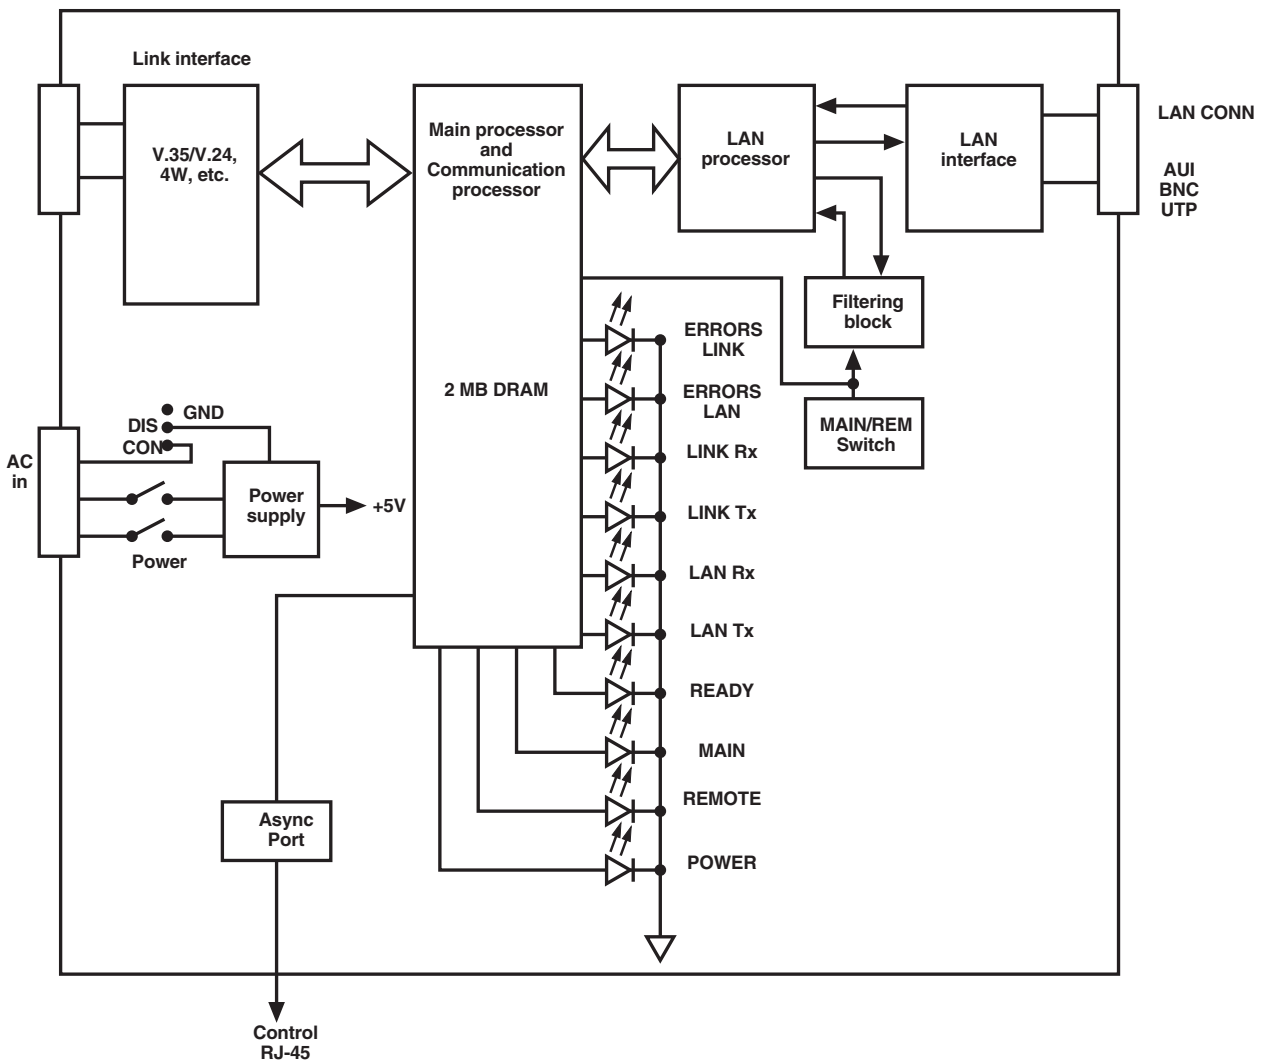 Link interface
V.35/V.24,
4W, etc.
Main processor
and
Communication
processor
2 MB DRAM
LAN
processor
LAN
interface
LAN CONN
AUI
BNC
UTP
Filtering
block
MAIN/REM
Switch
ERRORS
LINK
ERRORS
LAN
LINK Rx
LINK Tx
LAN Rx
LAN Tx
READY
MAIN
REMOTE
POWER
GND
DIS
CON
AC
in
Power
supply
+5V
Power
Async
Port
Control
RJ-45